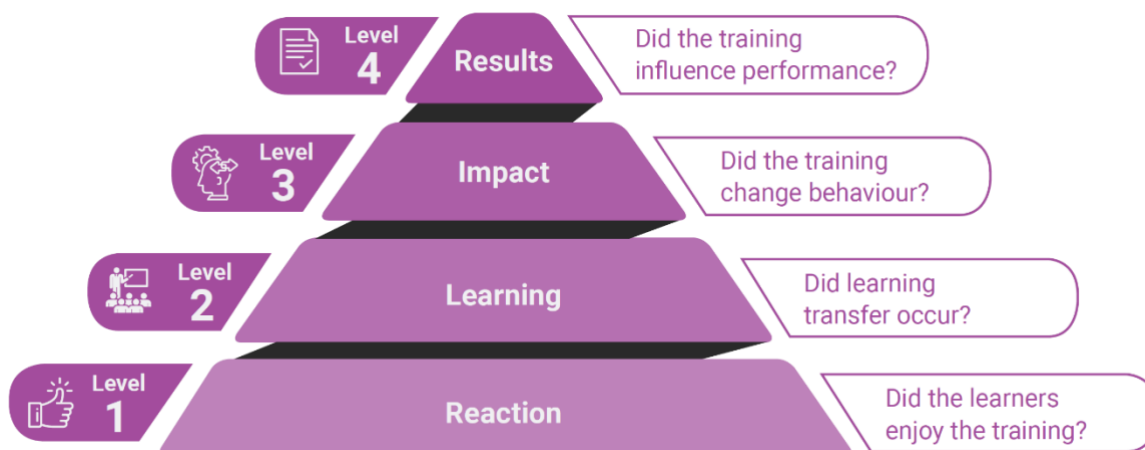 Level
4
Results
Did the training
influence performance?
Level
3
Impact
Did the training
change behaviour?
Level
2
Learning
Did learning
transfer occur?
Level
1
Reaction
Did the learners
enjoy the training?